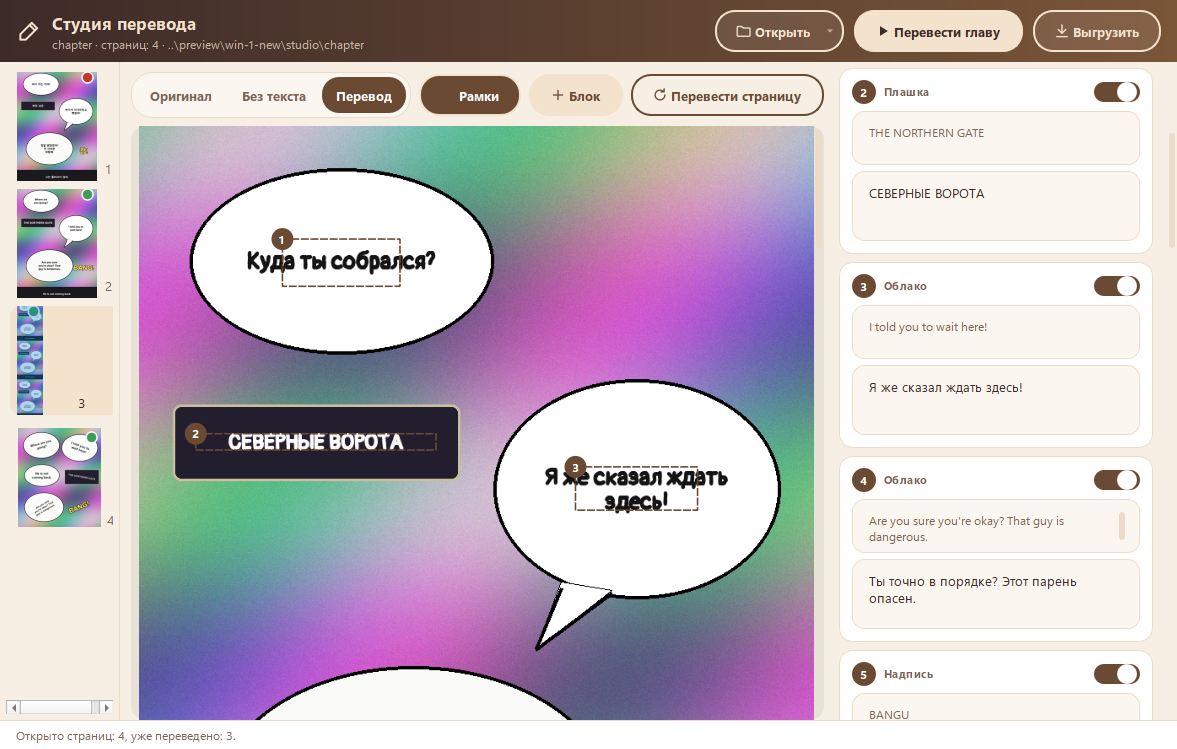 Студия перевода
chapter · страниц: 4 · ..\preview\win-1-new\studio\chapter
Открыть
Перевести главу
Выгрузить
1
2
3
4
Оригинал
Без текста
Перевод
Рамки
Блок
Перевести страницу
1
Куда ты собрался?
2
СЕВЕРНЫЕ ВОРОТА
3
Я же сказал ждать
здесь!
2 Плашка
THE NORTHERN GATE
СЕВЕРНЫЕ ВОРОТА
3 Облако
I told you to wait here!
Я же сказал ждать здесь!
4 Облако
Are you sure you're okay? That guy is
dangerous.
Ты точно в порядке? Этот парень
опасен.
5 Надпись
BANGU
Открыто страниц: 4, уже переведено: 3.